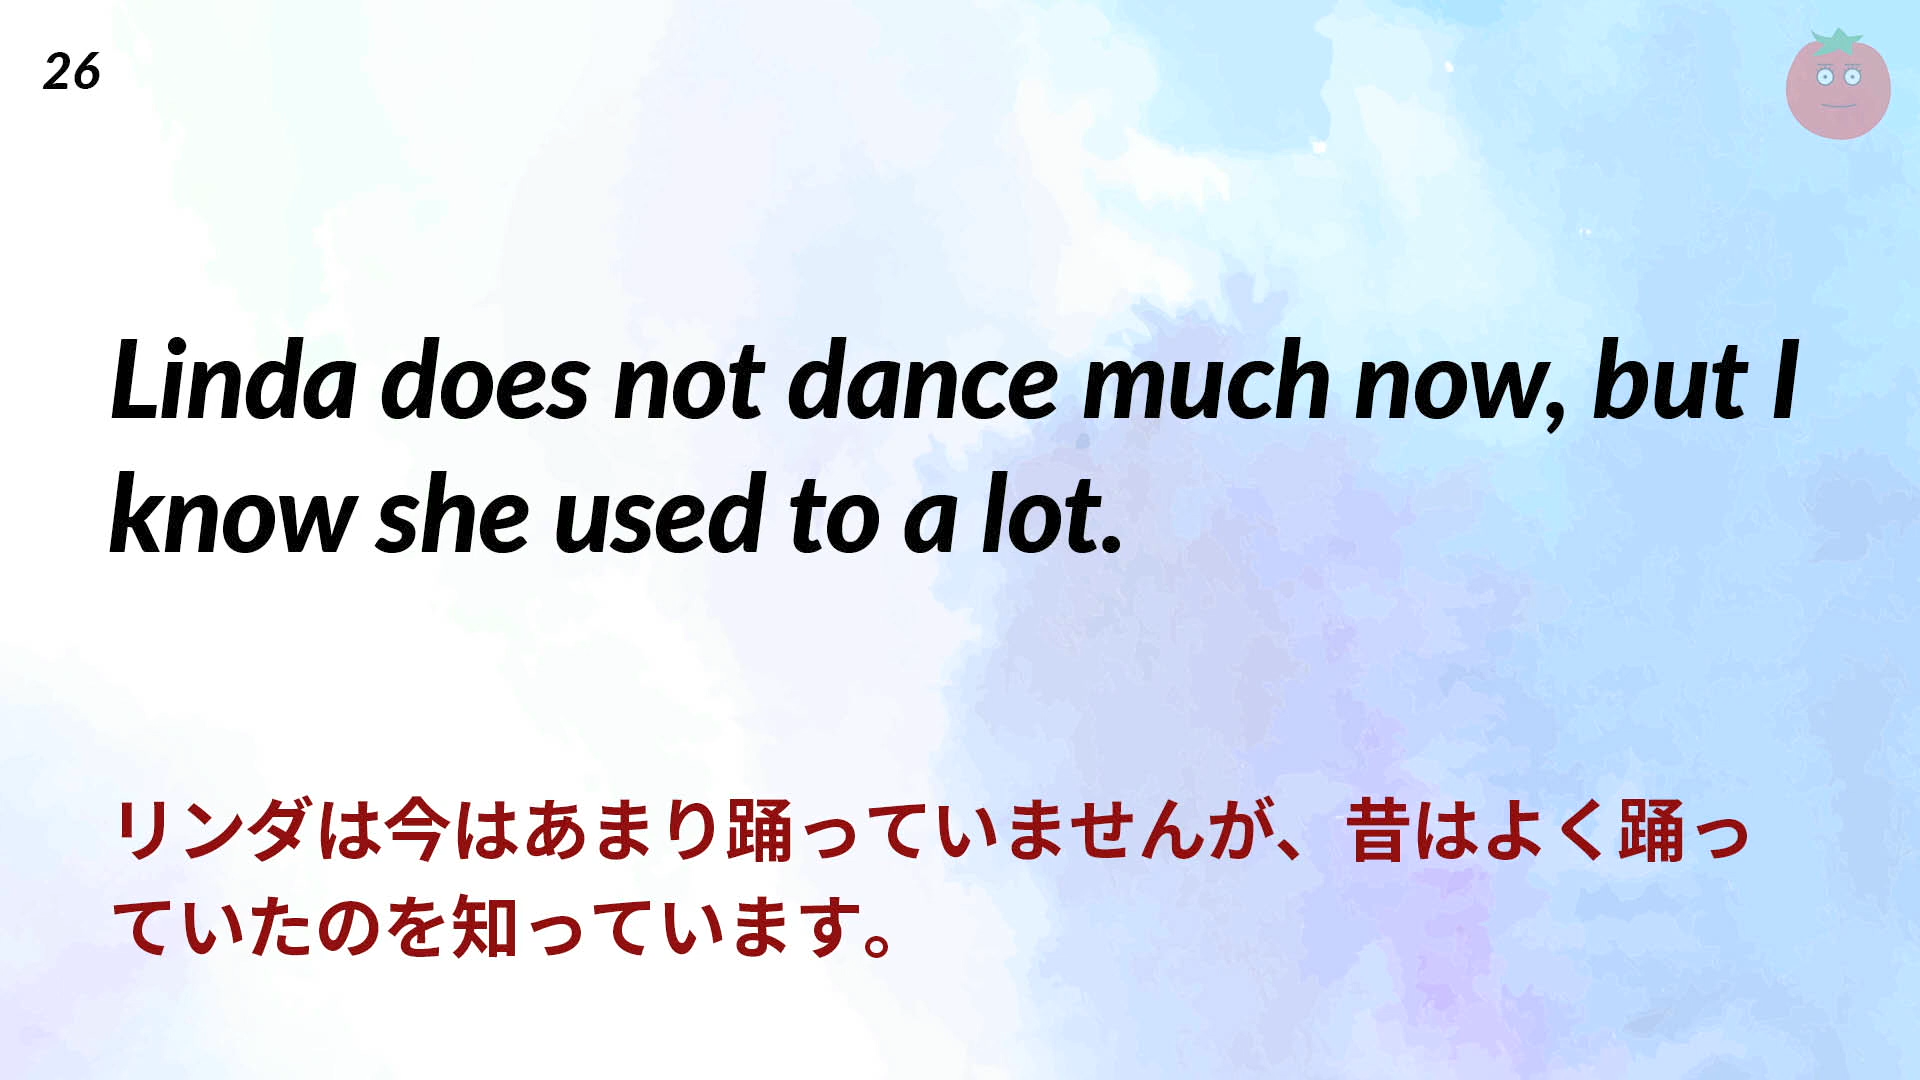 26
Linda does not dance much now, but I
know she used to a lot.
リンダは今はあまり踊っていませんが、昔はよく踊っ
ていたのを知っています。